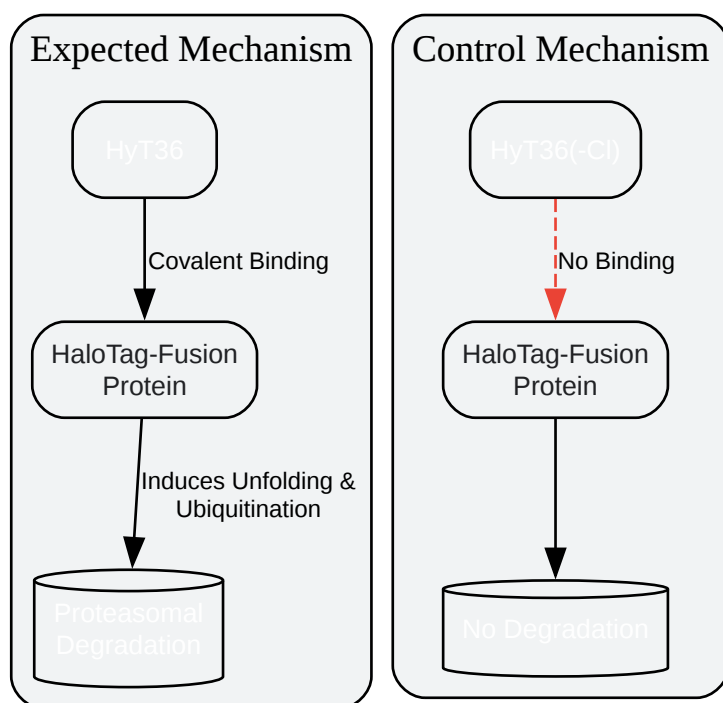 Expected Mechanism
HyT36
Covalent Binding
HaloTag-Fusion
Protein
Induces Unfolding &
Ubiquitination
Proteasomal
Degradation
Control Mechanism
HyT36(-Cl)
No Binding
HaloTag-Fusion
Protein
No Degradation